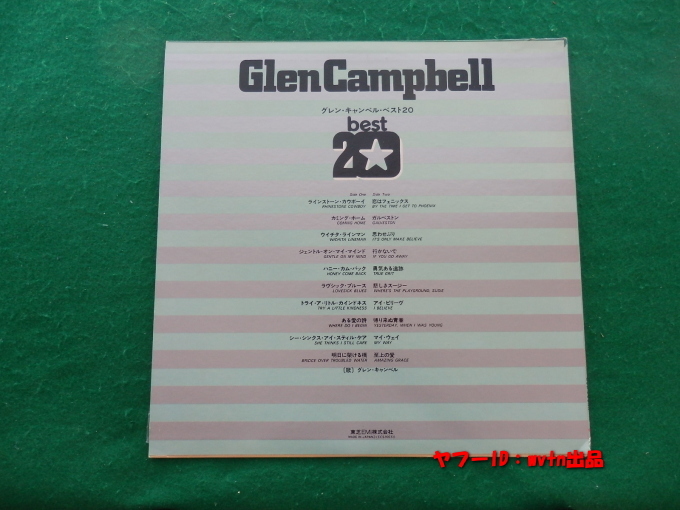 Glen Campbell
グレン・キャンベル・ベスト20
best
20
Side One Side Two
ラインストーン・カウボーイ 恋はフェニックス
RHINESTONE COWBOY BY THE TIME I GET TO PHOENIX
カミング・ホーム ガルベストン
COMING HOME GALVESTON
ウイチタ・ラインマン 思わせぶり
WICHITA LINEMAN IT'S ONLY MAKE BELIEVE
ジェントル・オン・マイ・マインド 行かないで
GENTLE ON MY MIND IF YOU GO AWAY
ハニー・カム・バック 勇気ある追跡
HONEY COME BACK TRUE GRIT
ラヴシック・ブルース 悲しきスージー
LOVESICK BLUES WHERE'S THE PLAYGROUND, SUSIE
トライ・ア・リトル・カインドネス アイ・ビリーヴ
TRY A LITTLE KINDNESS I BELIEVE
ある愛の詩 帰り来ぬ青春
WHERE DO I BEGIN YESTERDAY, WHEN I WAS YOUNG
シー・シンクス・アイ・スティル・ケア マイ・ウェイ
SHE THINKS I STILL CARE MY WAY
明日に架ける橋 至上の愛
BRIDGE OVER TROUBLED WATER AMAZING GRACE
〔歌〕グレン・キャンベル
東芝EMI株式会社
ヤフーID：mvtn出品